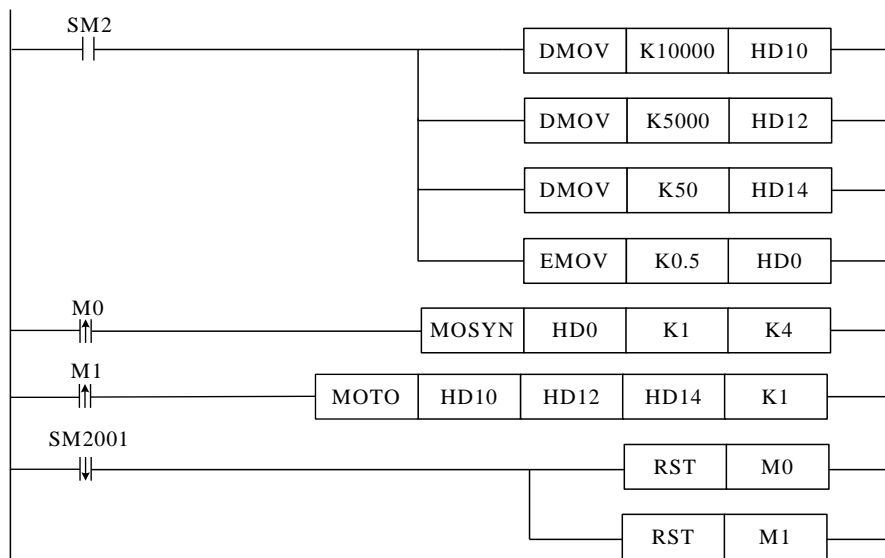 SM2
DMOV K10000 HD10
DMOV K5000 HD12
DMOV K50 HD14
EMOV K0.5 HD0
M0
MOSYN HD0 K1 K4
M1
MOTO HD10 HD12 HD14 K1
SM2001
RST M0
RST M1